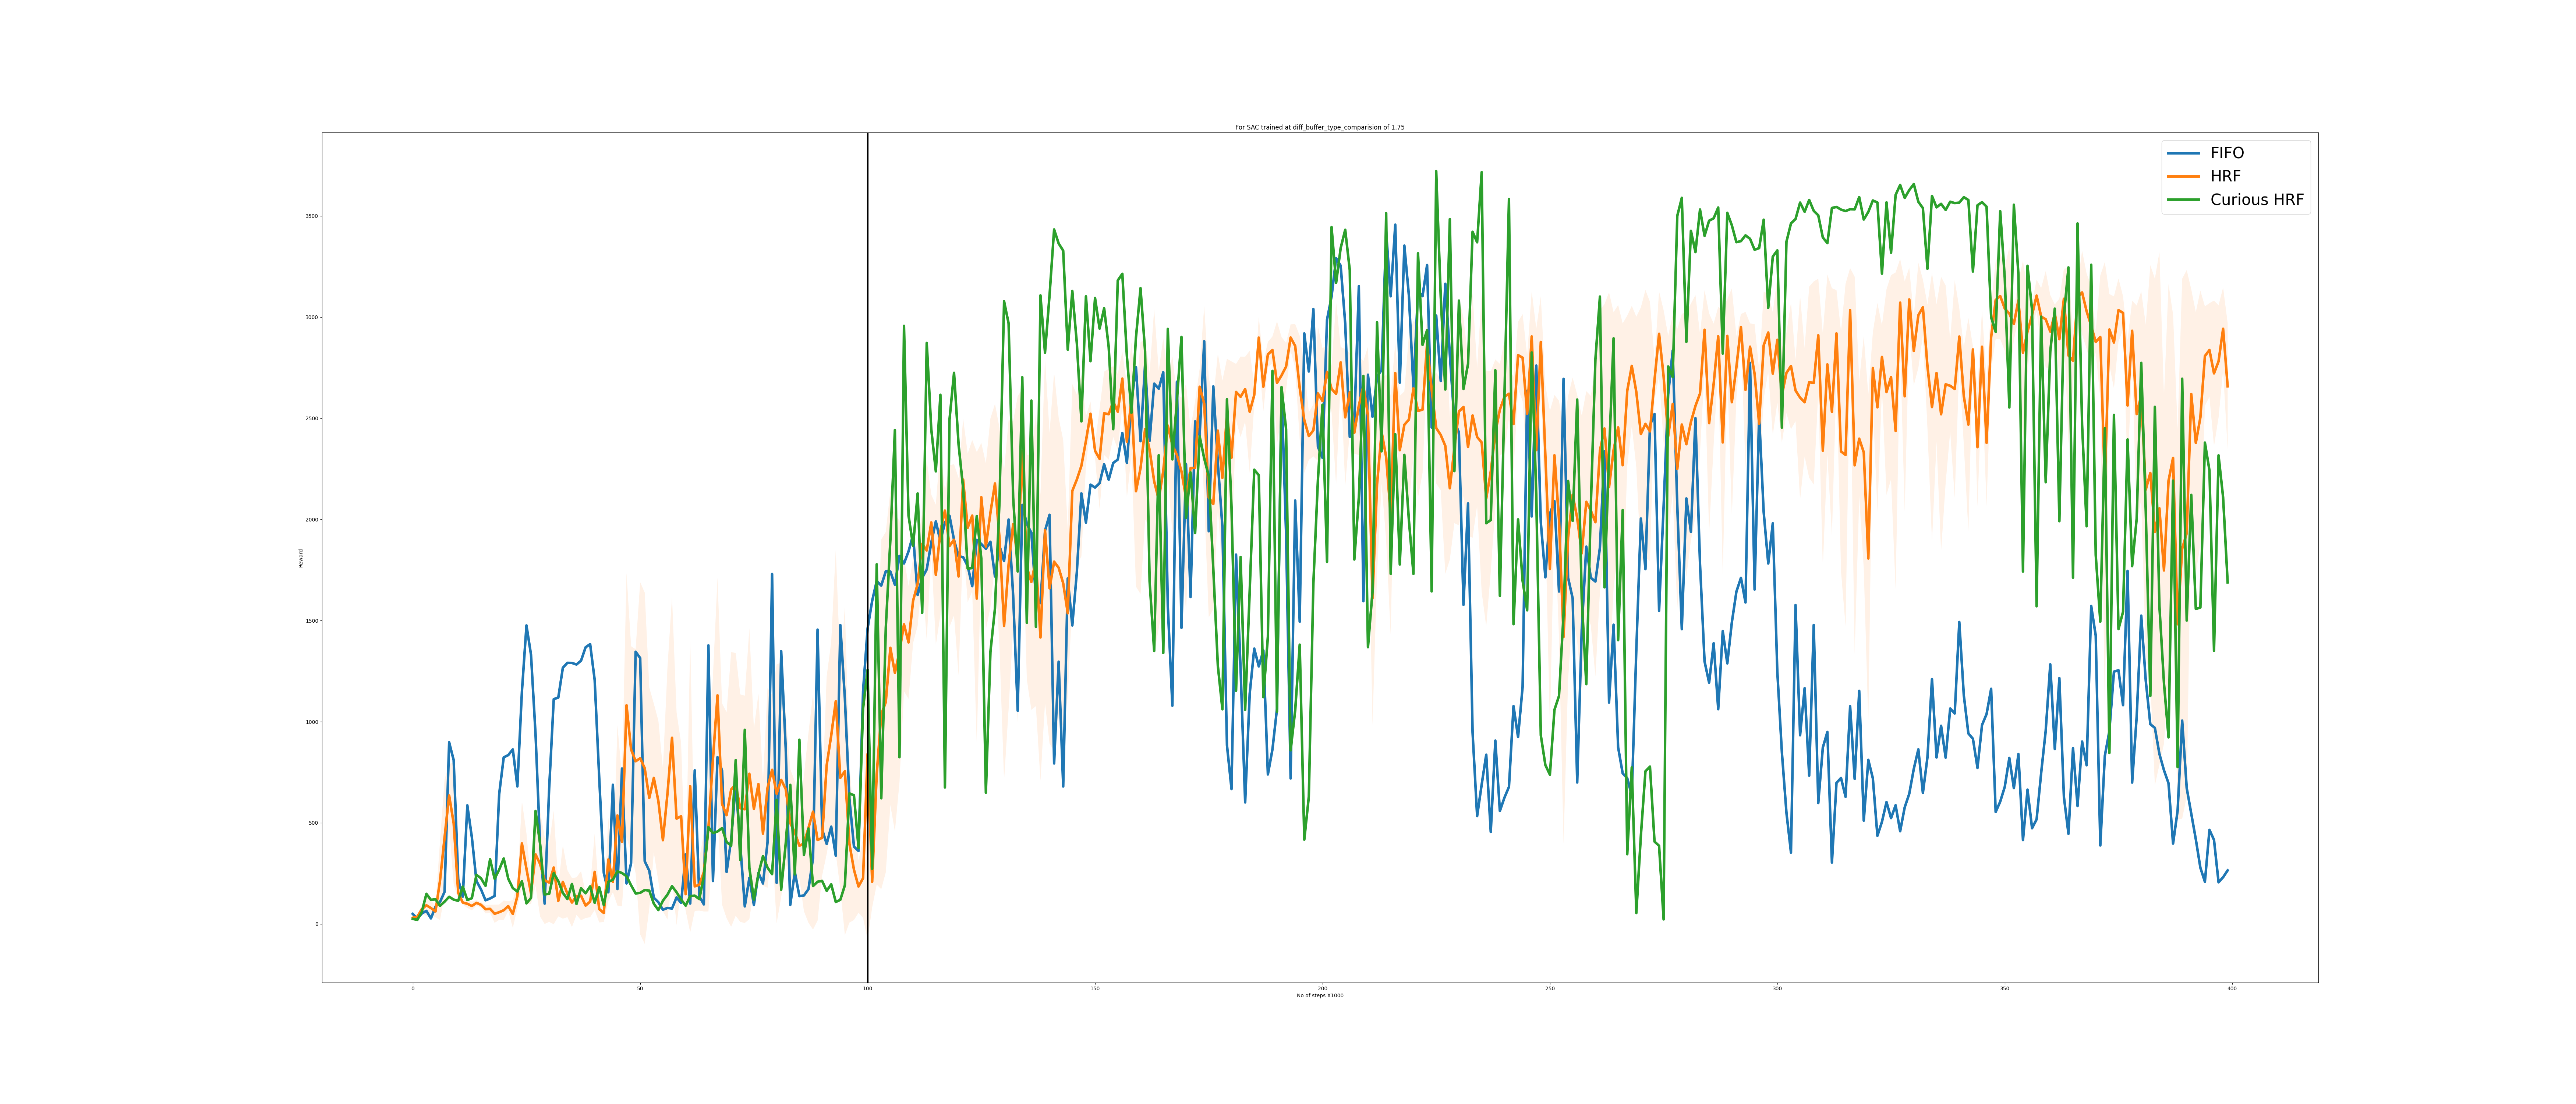 For SAC trained at diff_buffer_type_comparision of 1.75
FIFO
HRF
Curious HRF
3500
3000
2500
2000
1500
1000
500
0
Reward
0 50 100 150 200 250 300 350 400
No of steps X1000